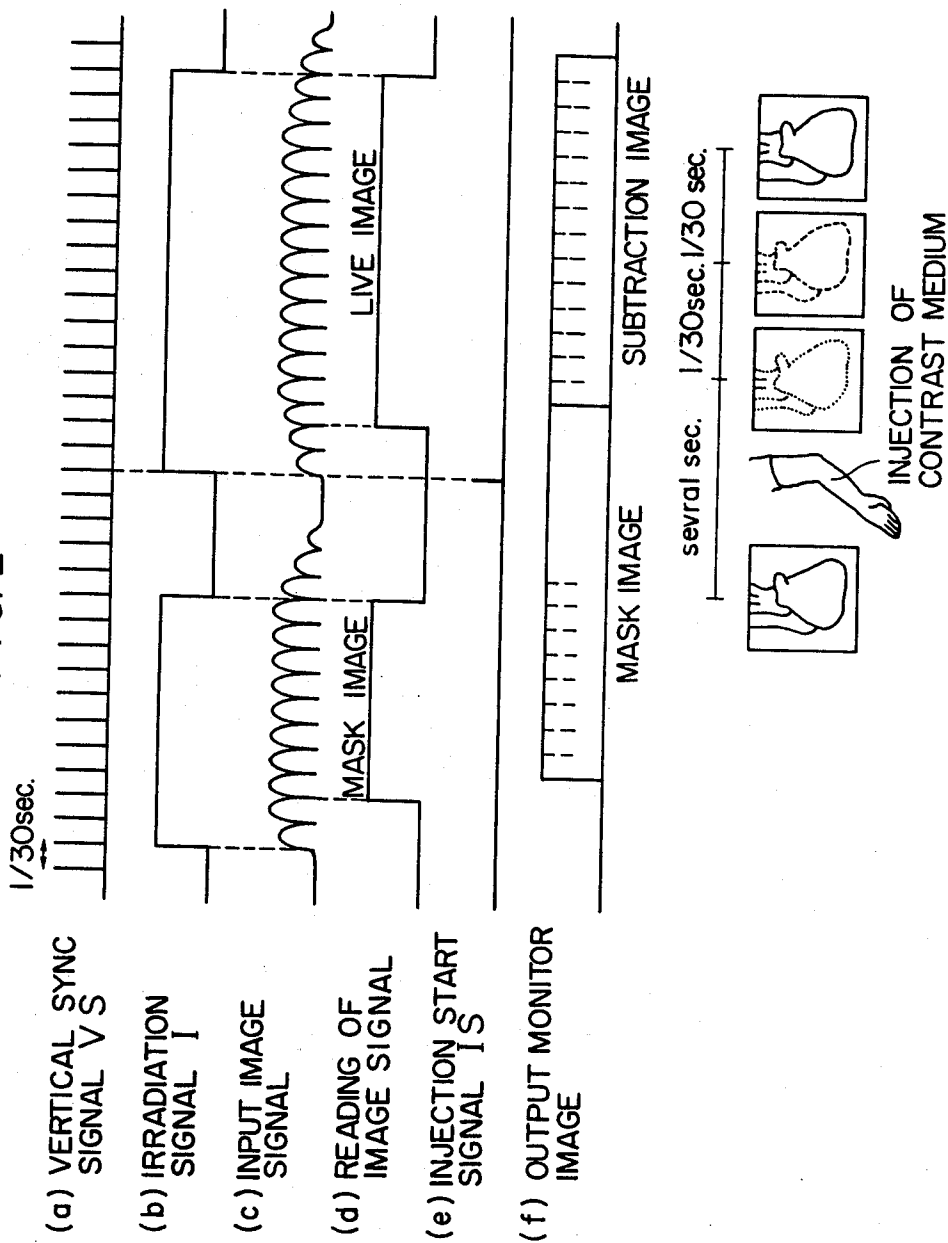 1/30sec.
(a) VERTICAL SYNC
SIGNAL VS
(b) IRRADIATION
SIGNAL I
(c) INPUT IMAGE
SIGNAL
MASK IMAGE
LIVE IMAGE
(d) READING OF
IMAGE SIGNAL
(e) INJECTION START
SIGNAL IS
(f) OUTPUT MONITOR
IMAGE
MASK IMAGE
SUBTRACTION IMAGE
sevral sec.
1/30sec.
1/30 sec.
INJECTION OF
CONTRAST MEDIUM